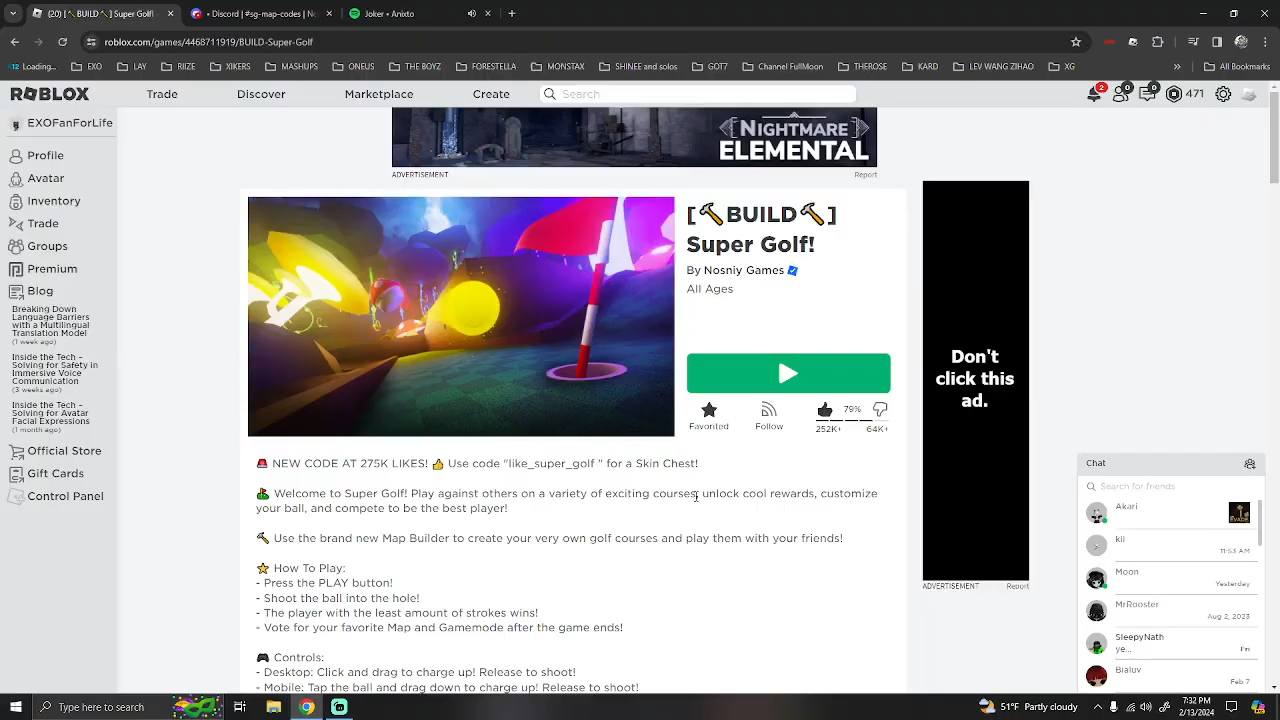 (20) [🔨BUILD🔨] Super Golf!
• Discord | #sg-map-codes |
Joker • Anixto
roblox.com/games/4468711919/BUILD-Super-Golf
Loading... EXO LAY RIIZE XIKERS MASHUPS ONEUS THE BOYZ FORESTELLA MONSTAX SHINEE and solos GOT7 Channel FullMoon THEROSE KARD LEV WANG ZIHAO XG » All Bookmarks
ROBLOX Trade Discover Marketplace Create Search 2 0 0 471
EXOFanForLife
Profile
Avatar
Inventory
Trade
Groups
Premium
Blog
Breaking Down
Language Barriers
with a Multilingual
Translation Model
(1 week ago)
Inside the Tech -
Solving for Safety in
Immersive Voice
Communication
(3 weeks ago)
Inside the Tech -
Solving for Avatar
Facial Expressions
(1 month ago)
Official Store
Gift Cards
Control Panel
NIGHTMARE
ELEMENTAL
ADVERTISEMENT Report
[🔨BUILD🔨]
Super Golf!
By Nosniy Games
All Ages
79%
Favorited Follow 252K+ 64K+
🚨 NEW CODE AT 275K LIKES! 👍 Use code "like_super_golf " for a Skin Chest!
⛳ Welcome to Super Golf! Play against others on a variety of exciting courses, unlock cool rewards, customize
your ball, and compete to be the best player!
🔨 Use the brand new Map Builder to create your very own golf courses and play them with your friends!
⭐ How To Play:
- Press the PLAY button!
- Shoot the ball into the hole!
- The player with the least amount of strokes wins!
- Vote for your favorite Map and Gamemode after the game ends!
🎮 Controls:
- Desktop: Click and drag to charge up! Release to shoot!
- Mobile: Tap the ball and drag down to charge up! Release to shoot!
Don't
click this
ad.
ADVERTISEMENT Report
Chat
Search for friends
Akari
EVADE
kii
11:53 AM
Moon
Yesterday
MrRooster
Aug 2, 2023
SleepyNath
ye...
Fri
Bialuv
Feb 7
Type here to search
51°F Partly cloudy
7:32 PM
2/13/2024